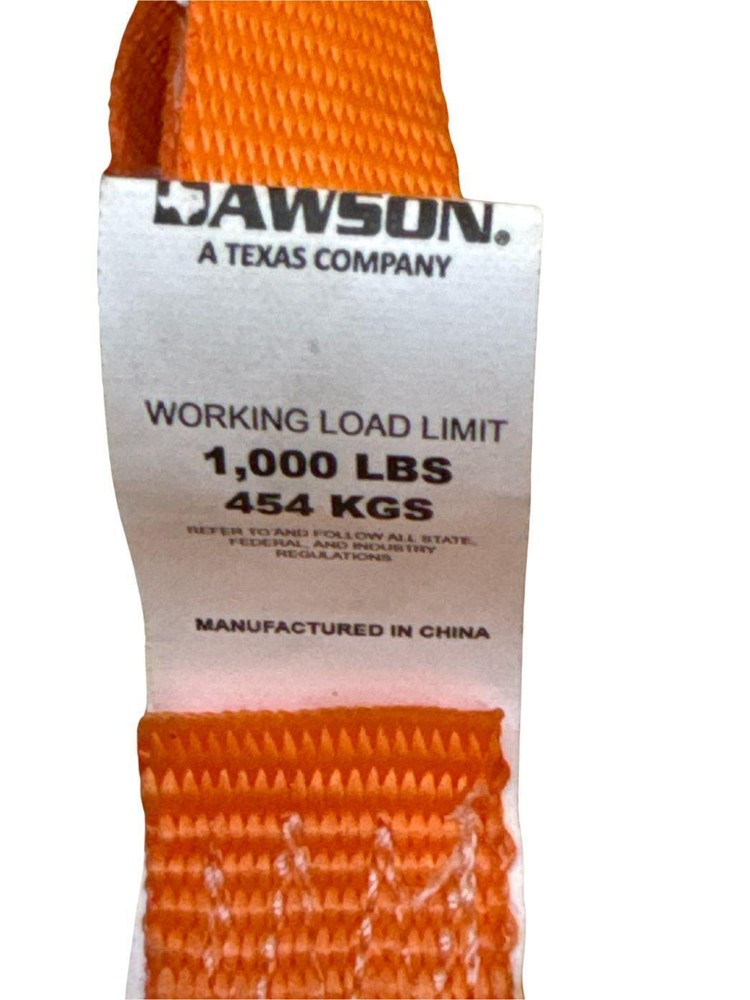 DAWSON®
A TEXAS COMPANY
WORKING LOAD LIMIT
1,000 LBS
454 KGS
REFER TO AND FOLLOW ALL STATE,
FEDERAL, AND INDUSTRY
REGULATIONS
MANUFACTURED IN CHINA